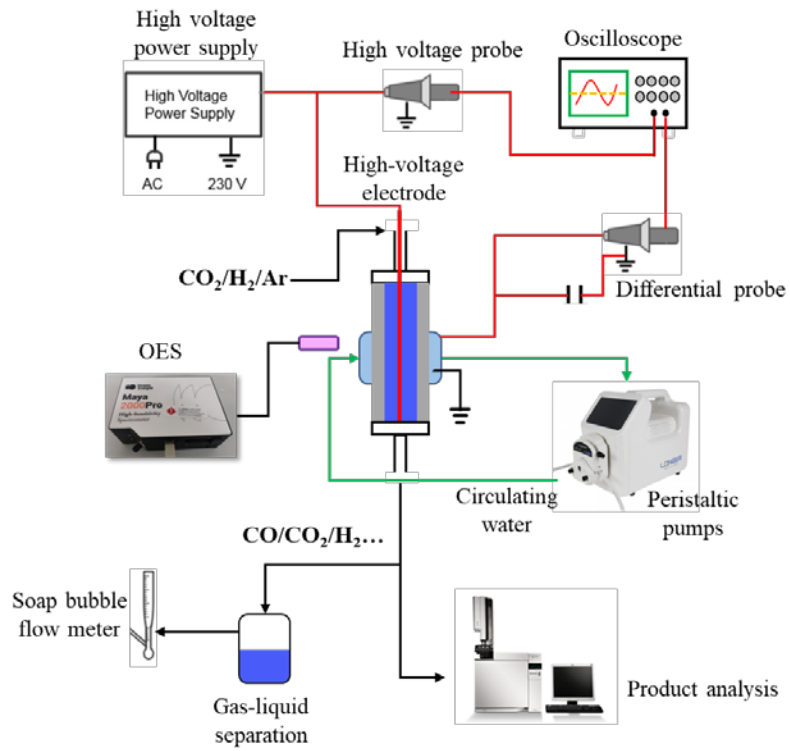 High voltage
power supply
High voltage probe
Oscilloscope
High Voltage
Power Supply
AC
230 V
High-voltage
electrode
CO₂/H₂/Ar
Differential probe
OES
Maya
2000Pro
LONGER
Circulating
water
Peristaltic
pumps
CO/CO₂/H₂...
Soap bubble
flow meter
Gas-liquid
separation
Product analysis